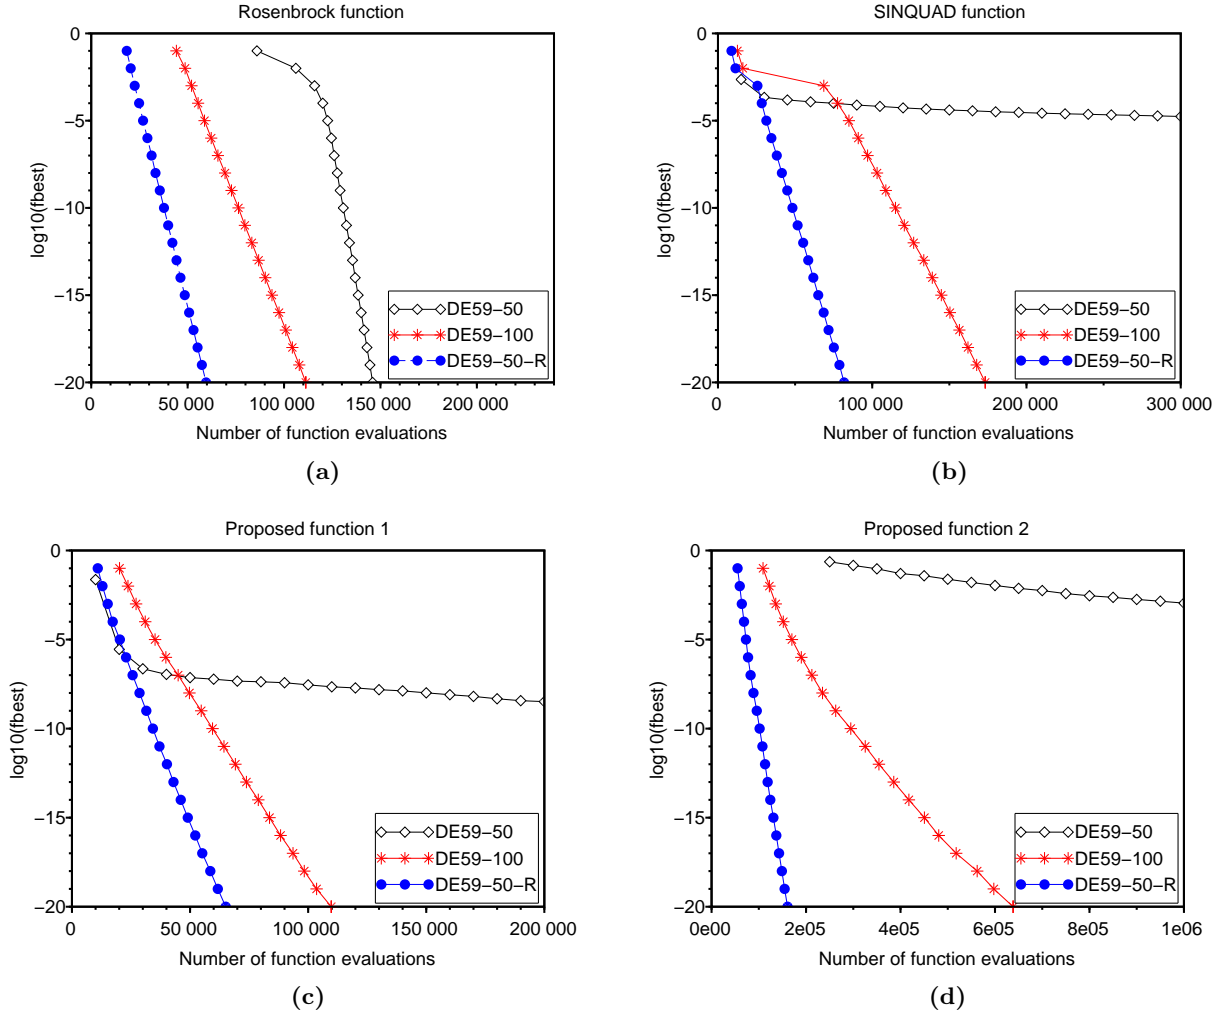 Rosenbrock function
0
−5
−10
−15
−20
log10(fbest)
DE59−50
DE59−100
DE59−50−R
0 50 000 100 000 150 000 200 000
Number of function evaluations
(a)
SINQUAD function
0
−5
−10
−15
−20
log10(fbest)
DE59−50
DE59−100
DE59−50−R
0 100 000 200 000 300 000
Number of function evaluations
(b)
Proposed function 1
0
−5
−10
−15
−20
log10(fbest)
DE59−50
DE59−100
DE59−50−R
0 50 000 100 000 150 000 200 000
Number of function evaluations
(c)
Proposed function 2
0
−5
−10
−15
−20
log10(fbest)
DE59−50
DE59−100
DE59−50−R
0e00 2e05 4e05 6e05 8e05 1e06
Number of function evaluations
(d)